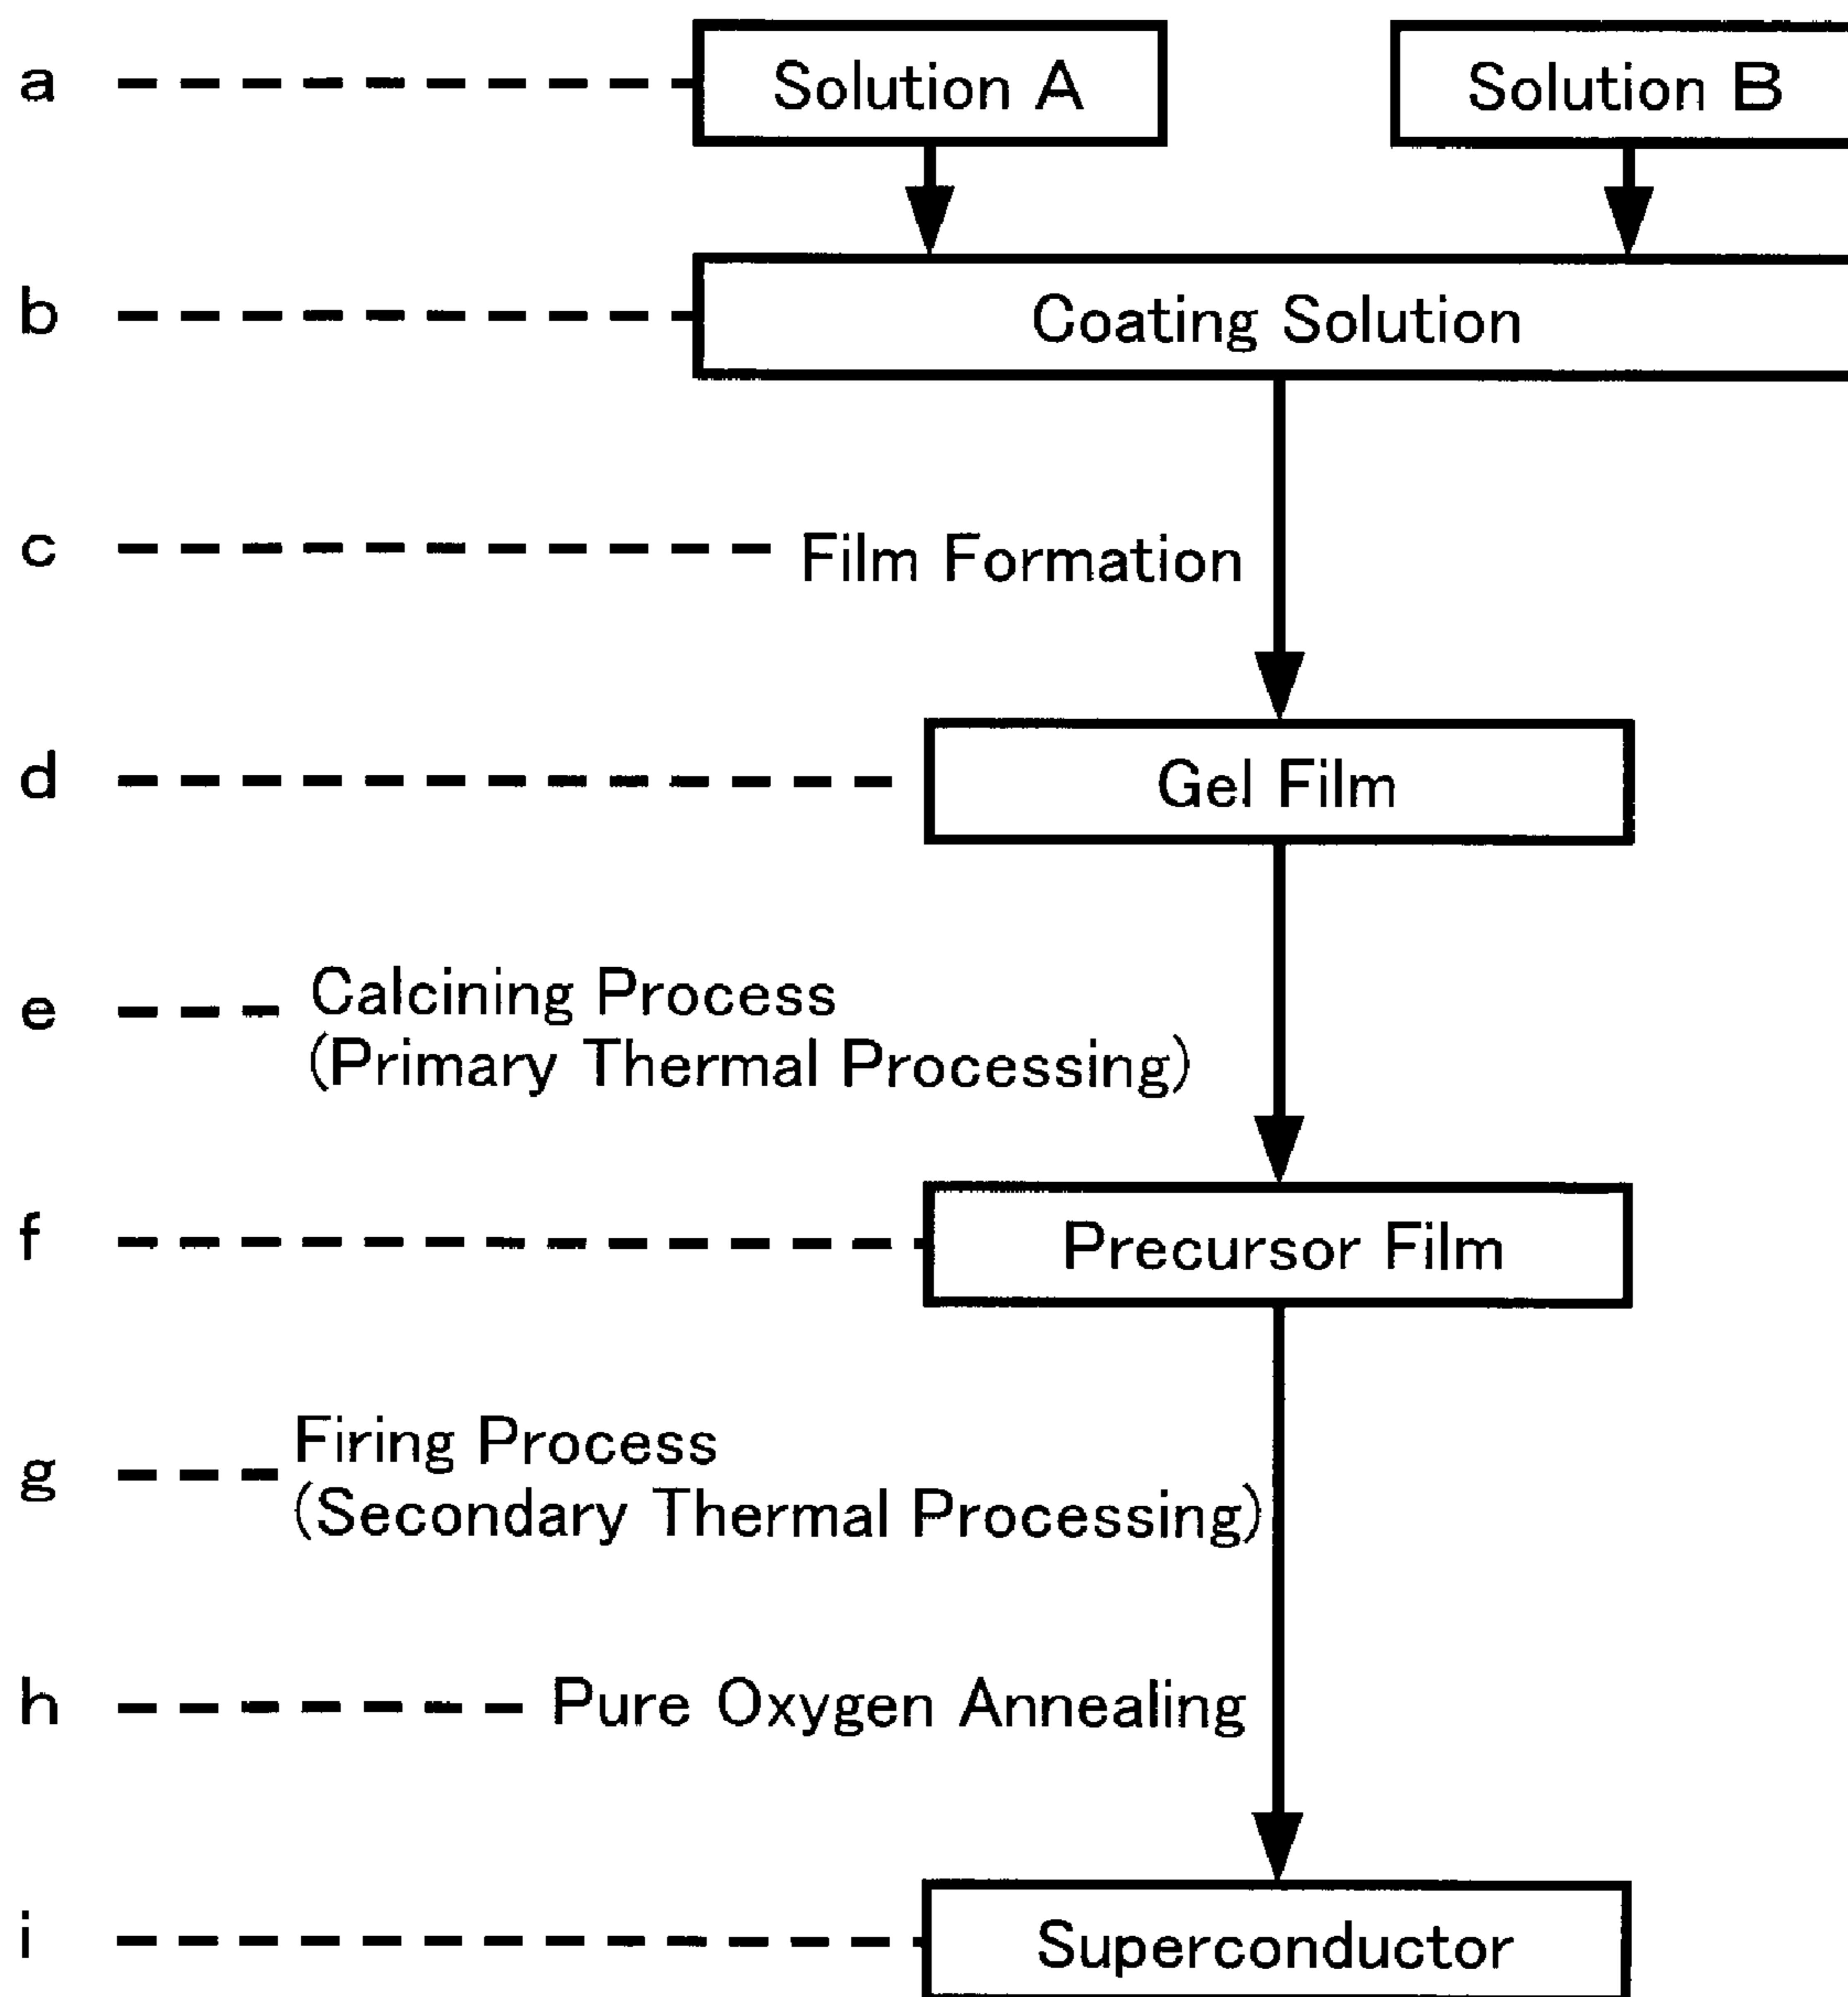 a
Solution A
Solution B
b
Coating Solution
c
Film Formation
d
Gel Film
e
Calcining Process
(Primary Thermal Processing)
f
Precursor Film
g
Firing Process
(Secondary Thermal Processing)
h
Pure Oxygen Annealing
i
Superconductor